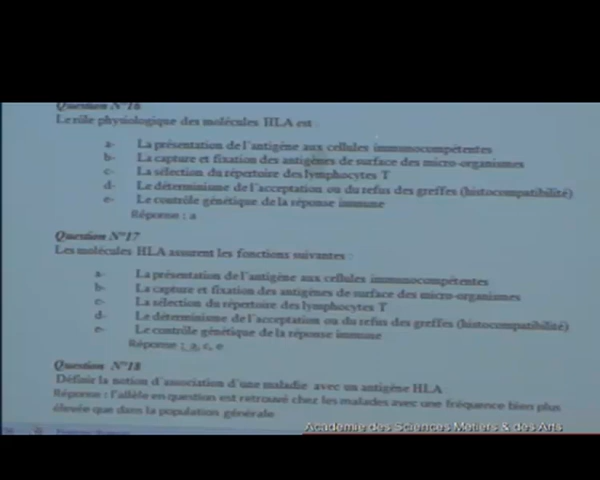 Question N°16
Le rôle physiologique des molécules HLA est :
a- La présentation de l'antigène aux cellules immunocompétentes
b- La capture et fixation des antigènes de surface des micro-organismes
c- La sélection du répertoire des lymphocytes T
d- Le déterminisme de l'acceptation ou du refus des greffes (histocompatibilité)
e- Le contrôle génétique de la réponse immune
Réponse : a
Question N°17
Les molécules HLA assurent les fonctions suivantes :
a- La présentation de l'antigène aux cellules immunocompétentes
b- La capture et fixation des antigènes de surface des micro-organismes
c- La sélection du répertoire des lymphocytes T
d- Le déterminisme de l'acceptation ou du refus des greffes (histocompatibilité)
e- Le contrôle génétique de la réponse immune
Réponse : a, c, e
Question N°18
Définir la notion d'association d'une maladie avec un antigène HLA
Réponse : l'allèle en question est retrouvé chez les malades avec une fréquence bien plus
élevée que dans la population générale
Académie des Sciences Métiers & des Arts